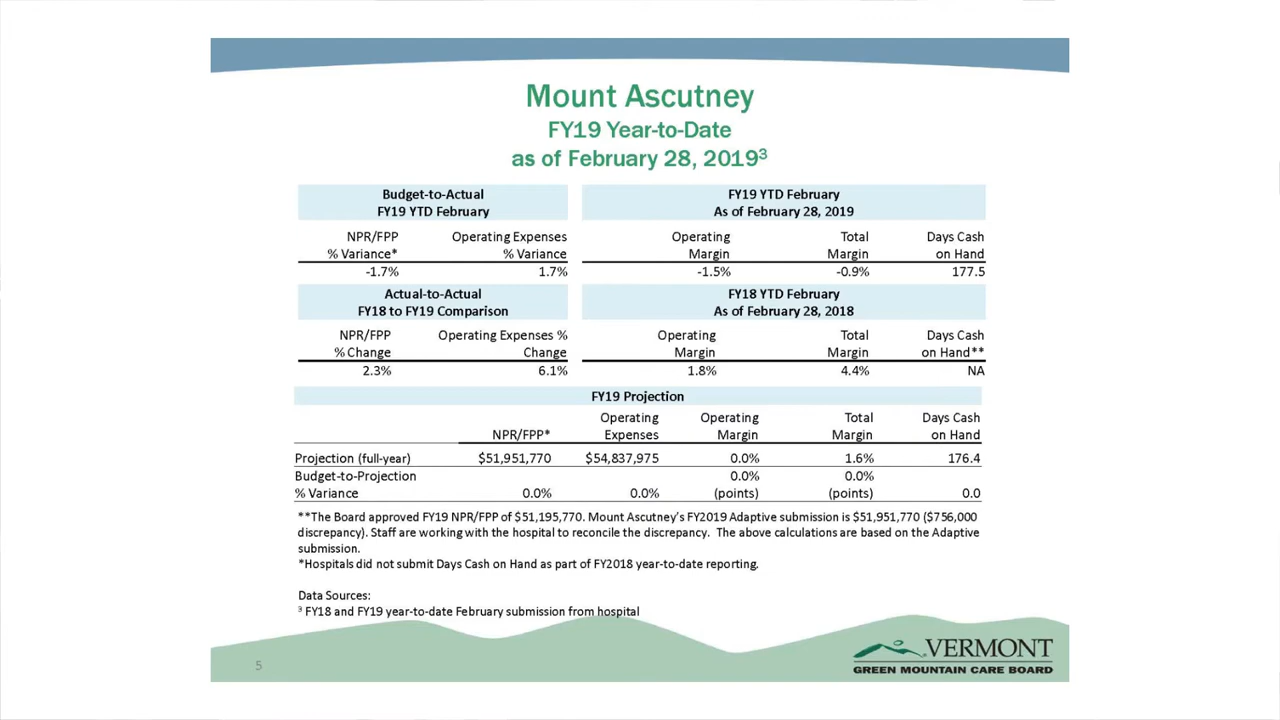 Mount Ascutney
FY19 Year-to-Date
as of February 28, 2019³
Budget-to-Actual
FY19 YTD February
NPR/FPP % Variance*
Operating Expenses % Variance
-1.7% 1.7%
FY19 YTD February
As of February 28, 2019
Operating Margin
Total Margin
Days Cash on Hand
-1.5% -0.9% 177.5
Actual-to-Actual
FY18 to FY19 Comparison
NPR/FPP % Change
Operating Expenses % Change
2.3% 6.1%
FY18 YTD February
As of February 28, 2018
Operating Margin
Total Margin
Days Cash on Hand**
1.8% 4.4% NA
FY19 Projection
Operating Operating Total Days Cash
NPR/FPP* Expenses Margin Margin on Hand
Projection (full-year) $51,951,770 $54,837,975 0.0% 1.6% 176.4
Budget-to-Projection 0.0% 0.0%
% Variance 0.0% 0.0% (points) (points) 0.0
**The Board approved FY19 NPR/FPP of $51,195,770. Mount Ascutney's FY2019 Adaptive submission is $51,951,770 ($756,000
discrepancy). Staff are working with the hospital to reconcile the discrepancy. The above calculations are based on the Adaptive
submission.
*Hospitals did not submit Days Cash on Hand as part of FY2018 year-to-date reporting.
Data Sources:
³ FY18 and FY19 year-to-date February submission from hospital
5
VERMONT
GREEN MOUNTAIN CARE BOARD